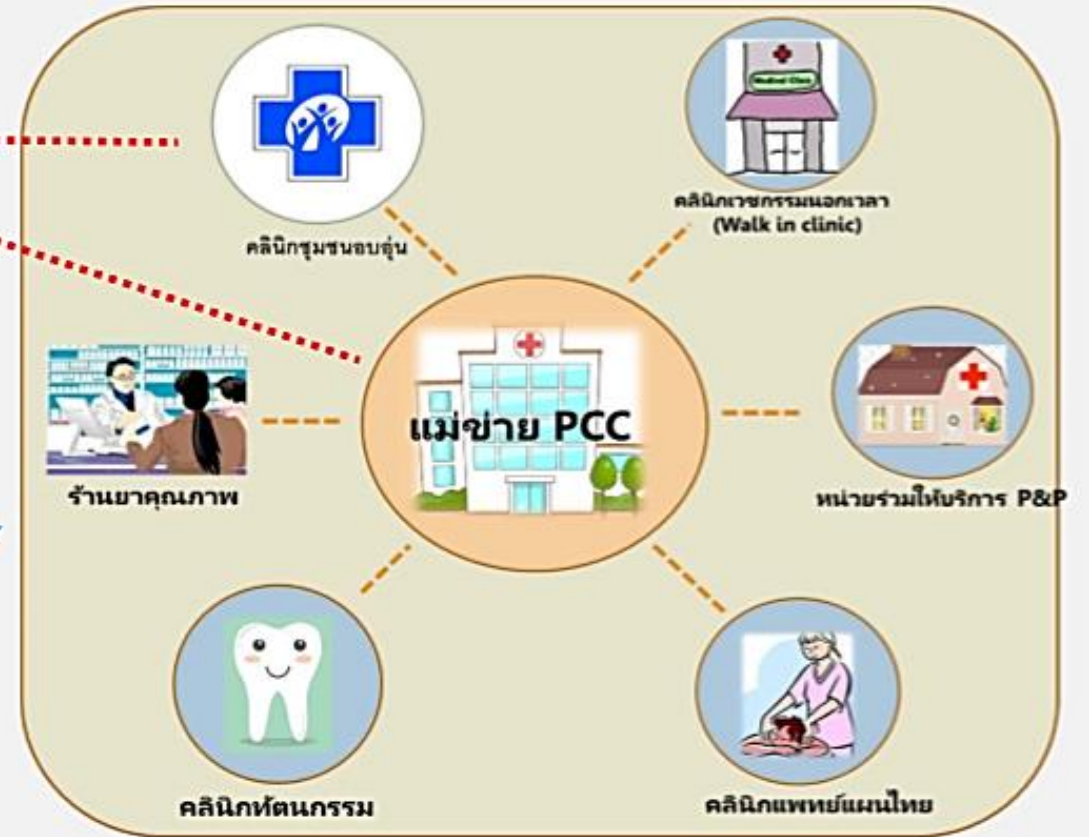 Medical Clinic
คลินิกเวชกรรมนอกเวลา
(Walk in clinic)
คลินิกชุมชนอบอุ่น
แม่ข่าย PCC
ร้านยาคุณภาพ
หน่วยร่วมให้บริการ P&P
คลินิกทัตนกรรม
คลินิกแพทย์แผนไทย